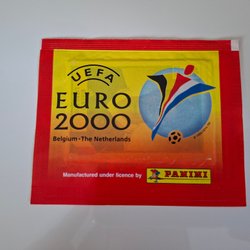 UEFA
EURO
2000
Belgium - The Netherlands
Manufactured under licence by PANINI